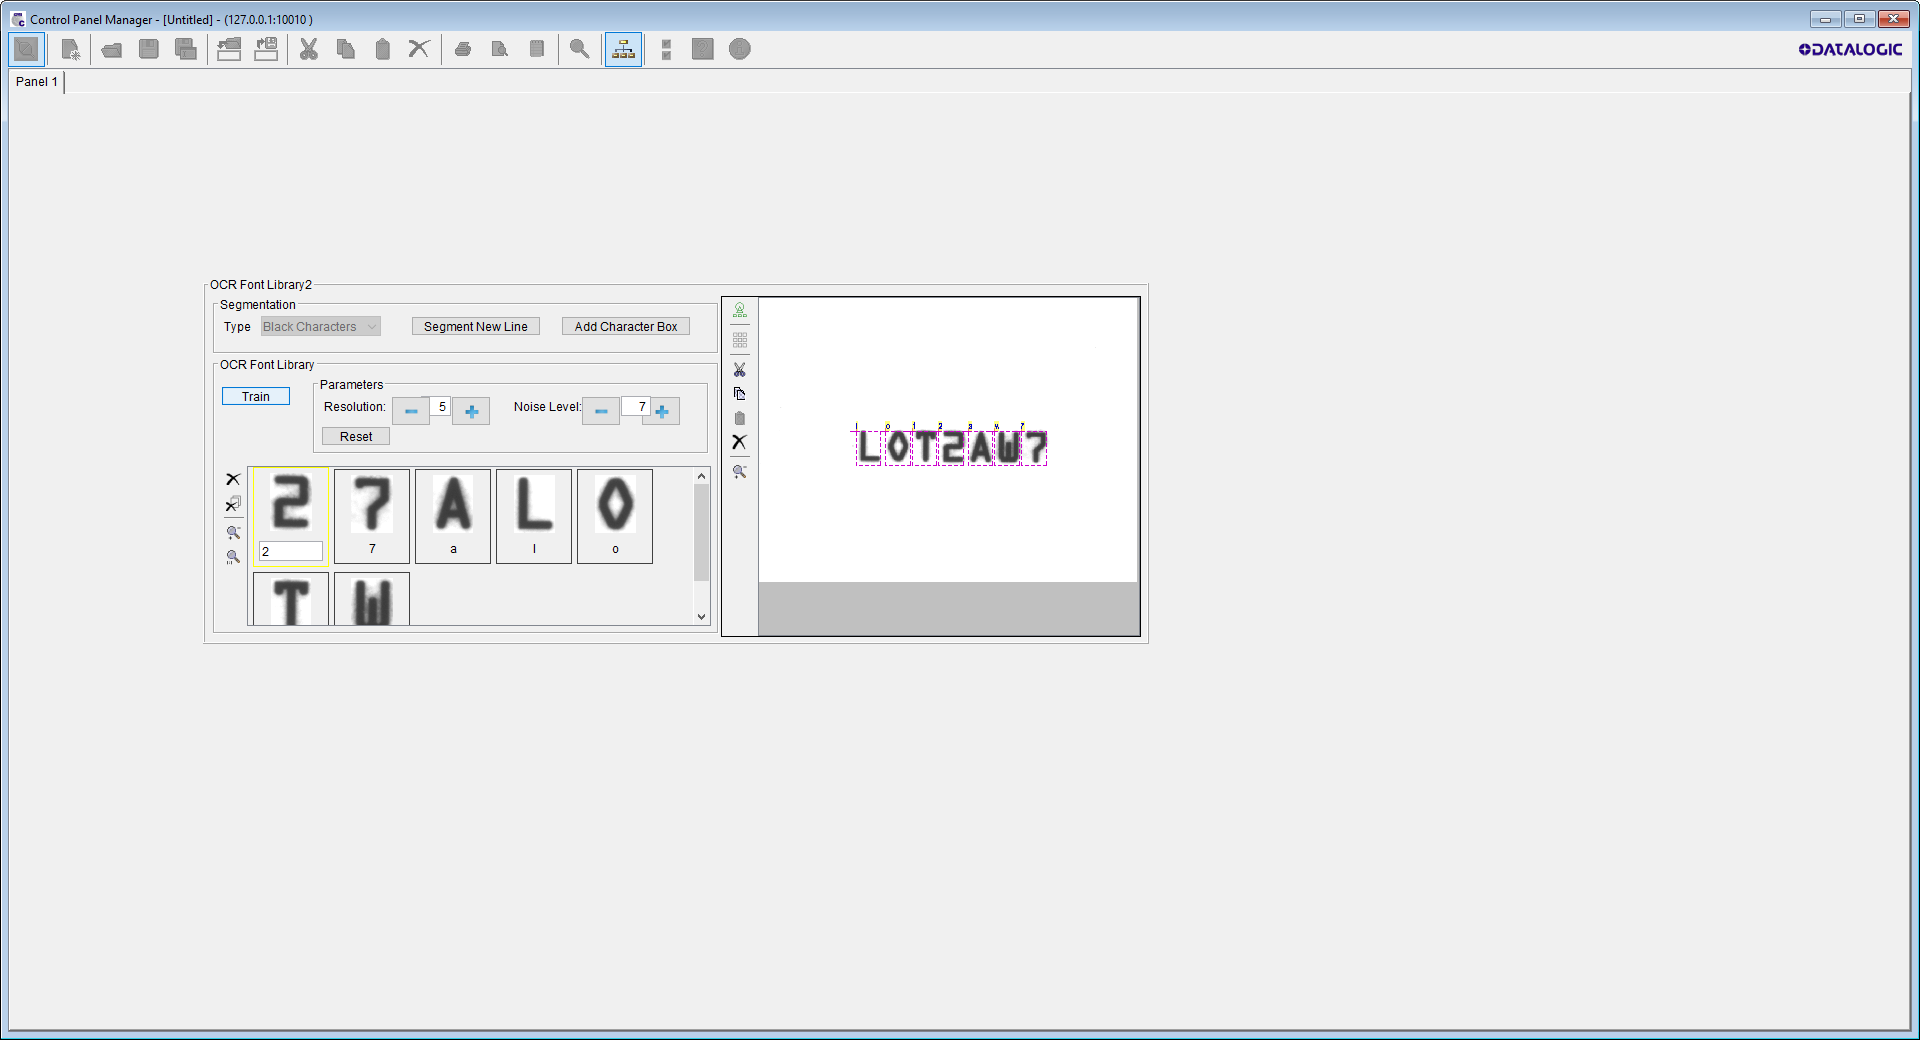 Control Panel Manager - [Untitled] - (127.0.0.1:10010 )
DATALOGIC
Panel 1
OCR Font Library2
Segmentation
Type Black Characters Segment New Line Add Character Box
OCR Font Library
Train
Parameters
Resolution: 5 Noise Level: 7
Reset
2 7 A L O
2 7 a l o
T W
l o t 2 a w 7
LOT2AW7